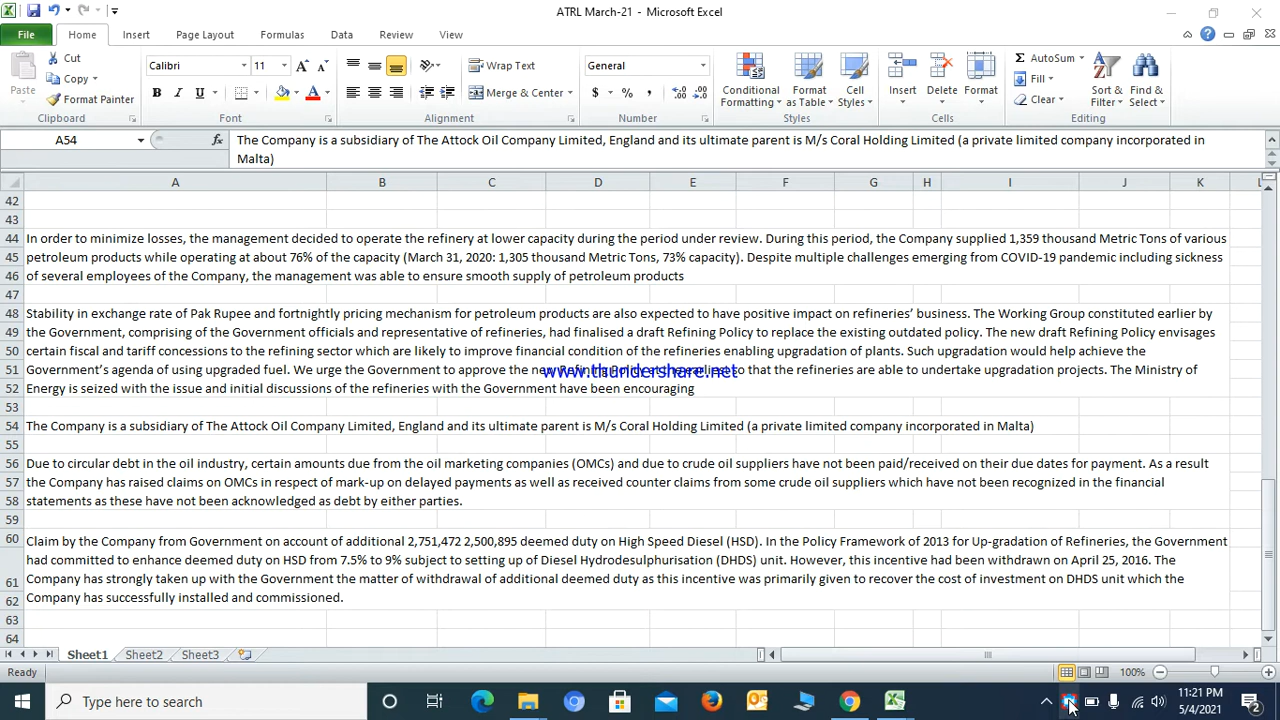 ATRL March-21 - Microsoft Excel
File Home Insert Page Layout Formulas Data Review View
Cut
Copy
Format Painter
Paste
Clipboard
Calibri 11
B I U
Font
Wrap Text
Merge & Center
Alignment
General
$ % ,
Number
Conditional Formatting
Format as Table
Cell Styles
Styles
Insert
Delete
Format
Cells
AutoSum
Fill
Clear
Sort & Filter
Find & Select
Editing
A54
fx
The Company is a subsidiary of The Attock Oil Company Limited, England and its ultimate parent is M/s Coral Holding Limited (a private limited company incorporated in
Malta)
A B C D E F G H I J K L
42
43
44 In order to minimize losses, the management decided to operate the refinery at lower capacity during the period under review. During this period, the Company supplied 1,359 thousand Metric Tons of various
45 petroleum products while operating at about 76% of the capacity (March 31, 2020: 1,305 thousand Metric Tons, 73% capacity). Despite multiple challenges emerging from COVID-19 pandemic including sickness
46 of several employees of the Company, the management was able to ensure smooth supply of petroleum products
47
48 Stability in exchange rate of Pak Rupee and fortnightly pricing mechanism for petroleum products are also expected to have positive impact on refineries' business. The Working Group constituted earlier by
49 the Government, comprising of the Government officials and representative of refineries, had finalised a draft Refining Policy to replace the existing outdated policy. The new draft Refining Policy envisages
50 certain fiscal and tariff concessions to the refining sector which are likely to improve financial condition of the refineries enabling upgradation of plants. Such upgradation would help achieve the
51 Government's agenda of using upgraded fuel. We urge the Government to approve the new Refining Policy at earliest so that the refineries are able to undertake upgradation projects. The Ministry of
www.thundershare.net
52 Energy is seized with the issue and initial discussions of the refineries with the Government have been encouraging
53
54 The Company is a subsidiary of The Attock Oil Company Limited, England and its ultimate parent is M/s Coral Holding Limited (a private limited company incorporated in Malta)
55
56 Due to circular debt in the oil industry, certain amounts due from the oil marketing companies (OMCs) and due to crude oil suppliers have not been paid/received on their due dates for payment. As a result
57 the Company has raised claims on OMCs in respect of mark-up on delayed payments as well as received counter claims from some crude oil suppliers which have not been recognized in the financial
58 statements as these have not been acknowledged as debt by either parties.
59
60 Claim by the Company from Government on account of additional 2,751,472 2,500,895 deemed duty on High Speed Diesel (HSD). In the Policy Framework of 2013 for Up-gradation of Refineries, the Government
had committed to enhance deemed duty on HSD from 7.5% to 9% subject to setting up of Diesel Hydrodesulphurisation (DHDS) unit. However, this incentive had been withdrawn on April 25, 2016. The
61 Company has strongly taken up with the Government the matter of withdrawal of additional deemed duty as this incentive was primarily given to recover the cost of investment on DHDS unit which the
62 Company has successfully installed and commissioned.
63
64
Sheet1 Sheet2 Sheet3
Ready
100%
Type here to search
11:21 PM
5/4/2021
2